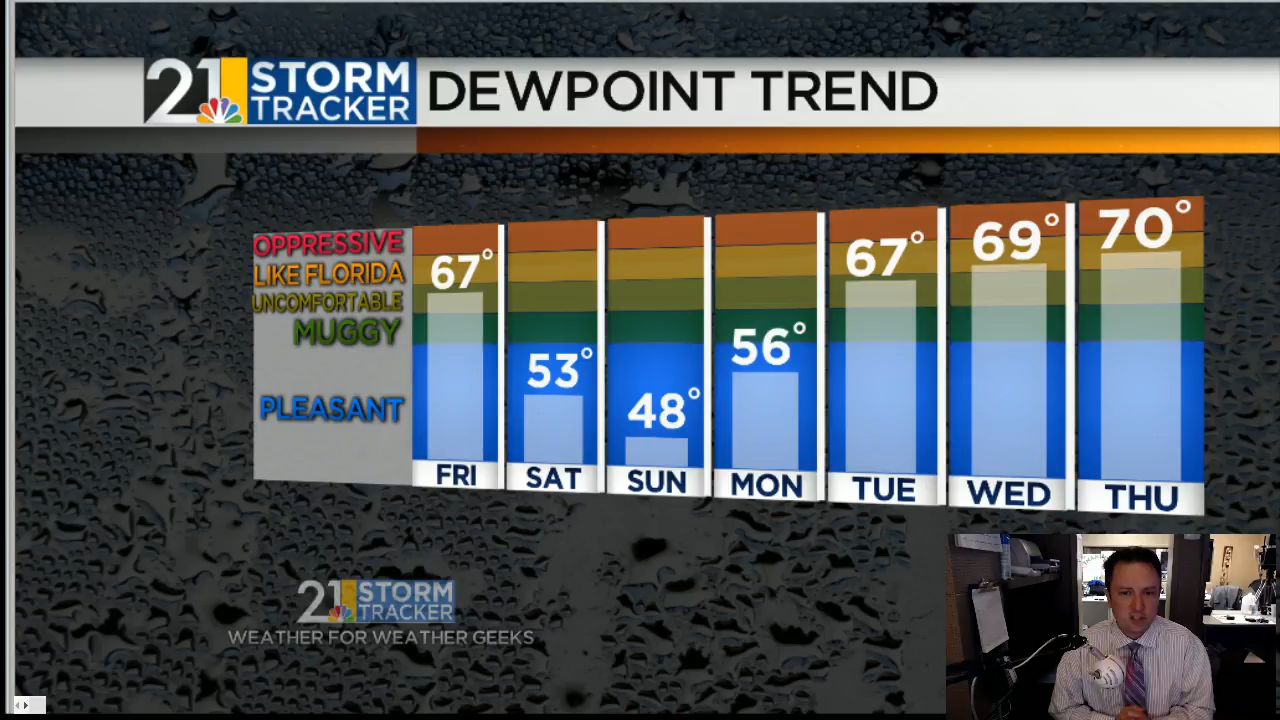 21 STORM TRACKER DEWPOINT TREND
OPPRESSIVE
LIKE FLORIDA
UNCOMFORTABLE
MUGGY
PLEASANT
67° 53° 48° 56° 67° 69° 70°
FRI SAT SUN MON TUE WED THU
21 STORM TRACKER
WEATHER FOR WEATHER GEEKS